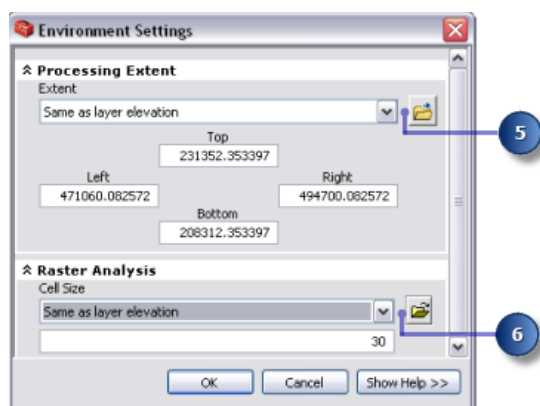 Environment Settings
Processing Extent
Extent
Same as layer elevation
5
Top
231352.353397
Left
Right
471060.082572
494700.082572
Bottom
208312.353397
Raster Analysis
Cell Size
Same as layer elevation
6
30
OK
Cancel
Show Help >>